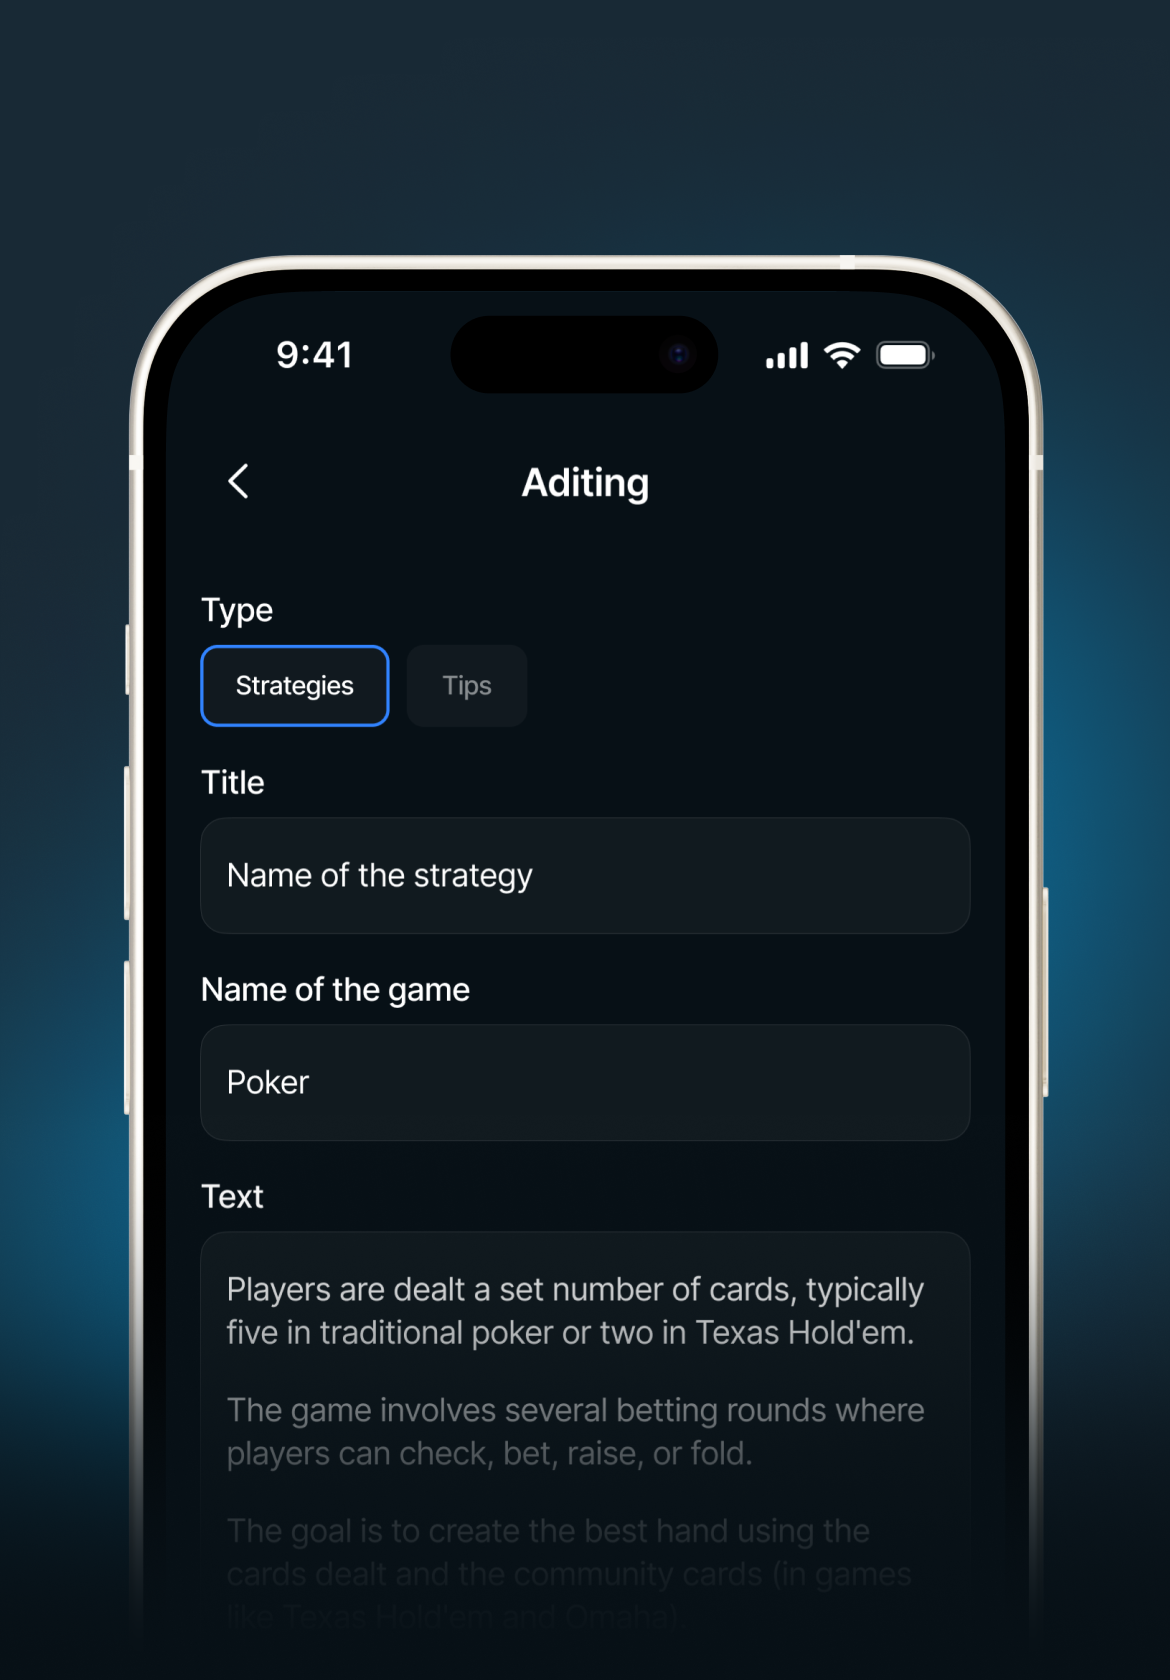 9:41
Aditing
Type
Strategies
Tips
Title
Name of the strategy
Name of the game
Poker
Text
Players are dealt a set number of cards, typically
five in traditional poker or two in Texas Hold'em.
The game involves several betting rounds where
players can check, bet, raise, or fold.
The goal is to create the best hand using the
cards dealt and the community cards (in games
like Texas Hold'em and Omaha).